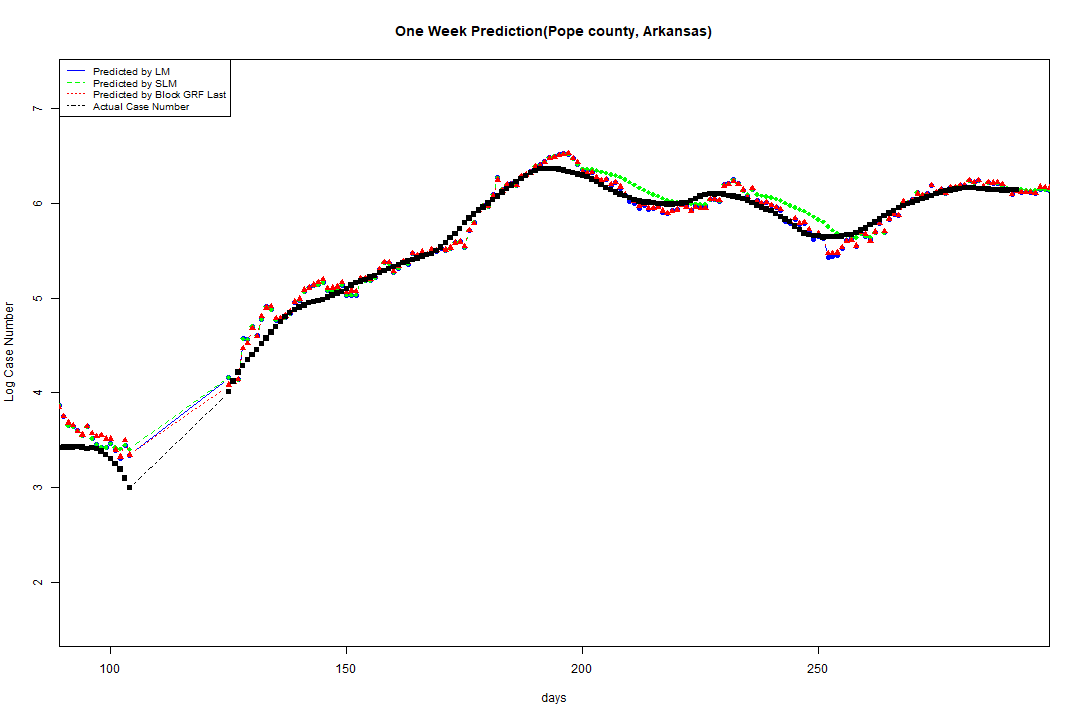 One Week Prediction(Pope county, Arkansas)
Predicted by LM
Predicted by SLM
Predicted by Block GRF Last
Actual Case Number
Log Case Number
7
6
5
4
3
2
100 150 200 250
days